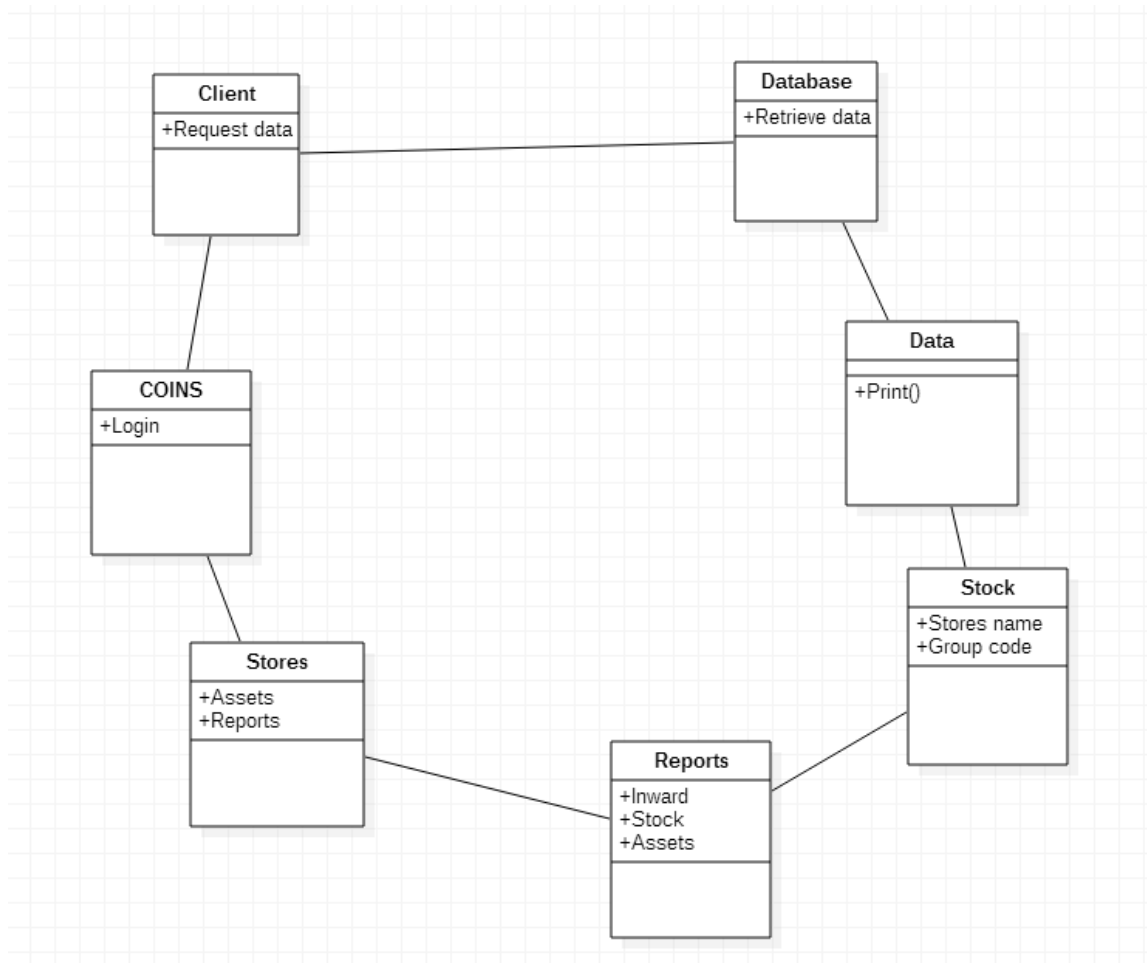 Client
+Request data
Database
+Retrieve data
Data
+Print()
COINS
+Login
Stock
+Stores name
+Group code
Stores
+Assets
+Reports
Reports
+Inward
+Stock
+Assets